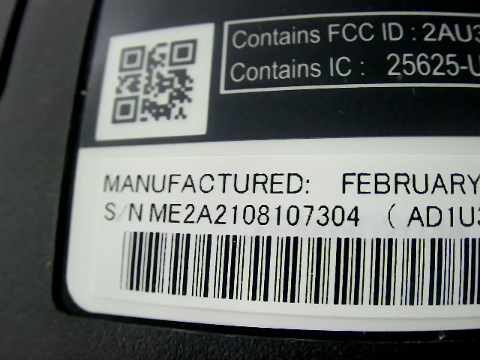 Contains FCC ID : 2AU3
Contains IC : 25625-U
MANUFACTURED: FEBRUARY
S/N ME2A2108107304 ( AD1U3